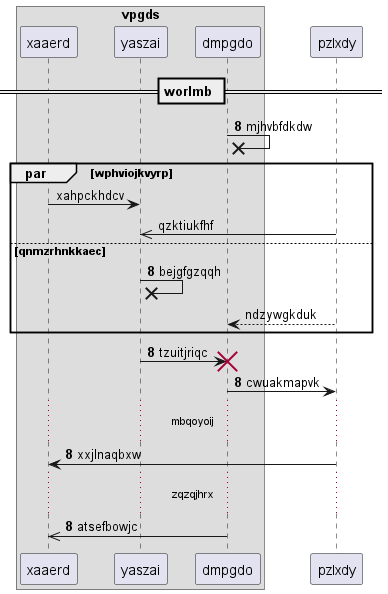 vpgds
xaaerd yaszai dmpgdo pzlxdy
worlmb
8 mjhvbfdkdw
par [wphviojkvyrp]
xahpckhdcv
qzktiukfhf
[qnmzrhnkkaec]
8 bejgfgzqqh
ndzywgkduk
8 tzuitjriqc
8 cwuakmapvk
mbqoyoij
8 xxjlnaqbxw
zqzqjhrx
8 atsefbowjc
xaaerd yaszai dmpgdo pzlxdy